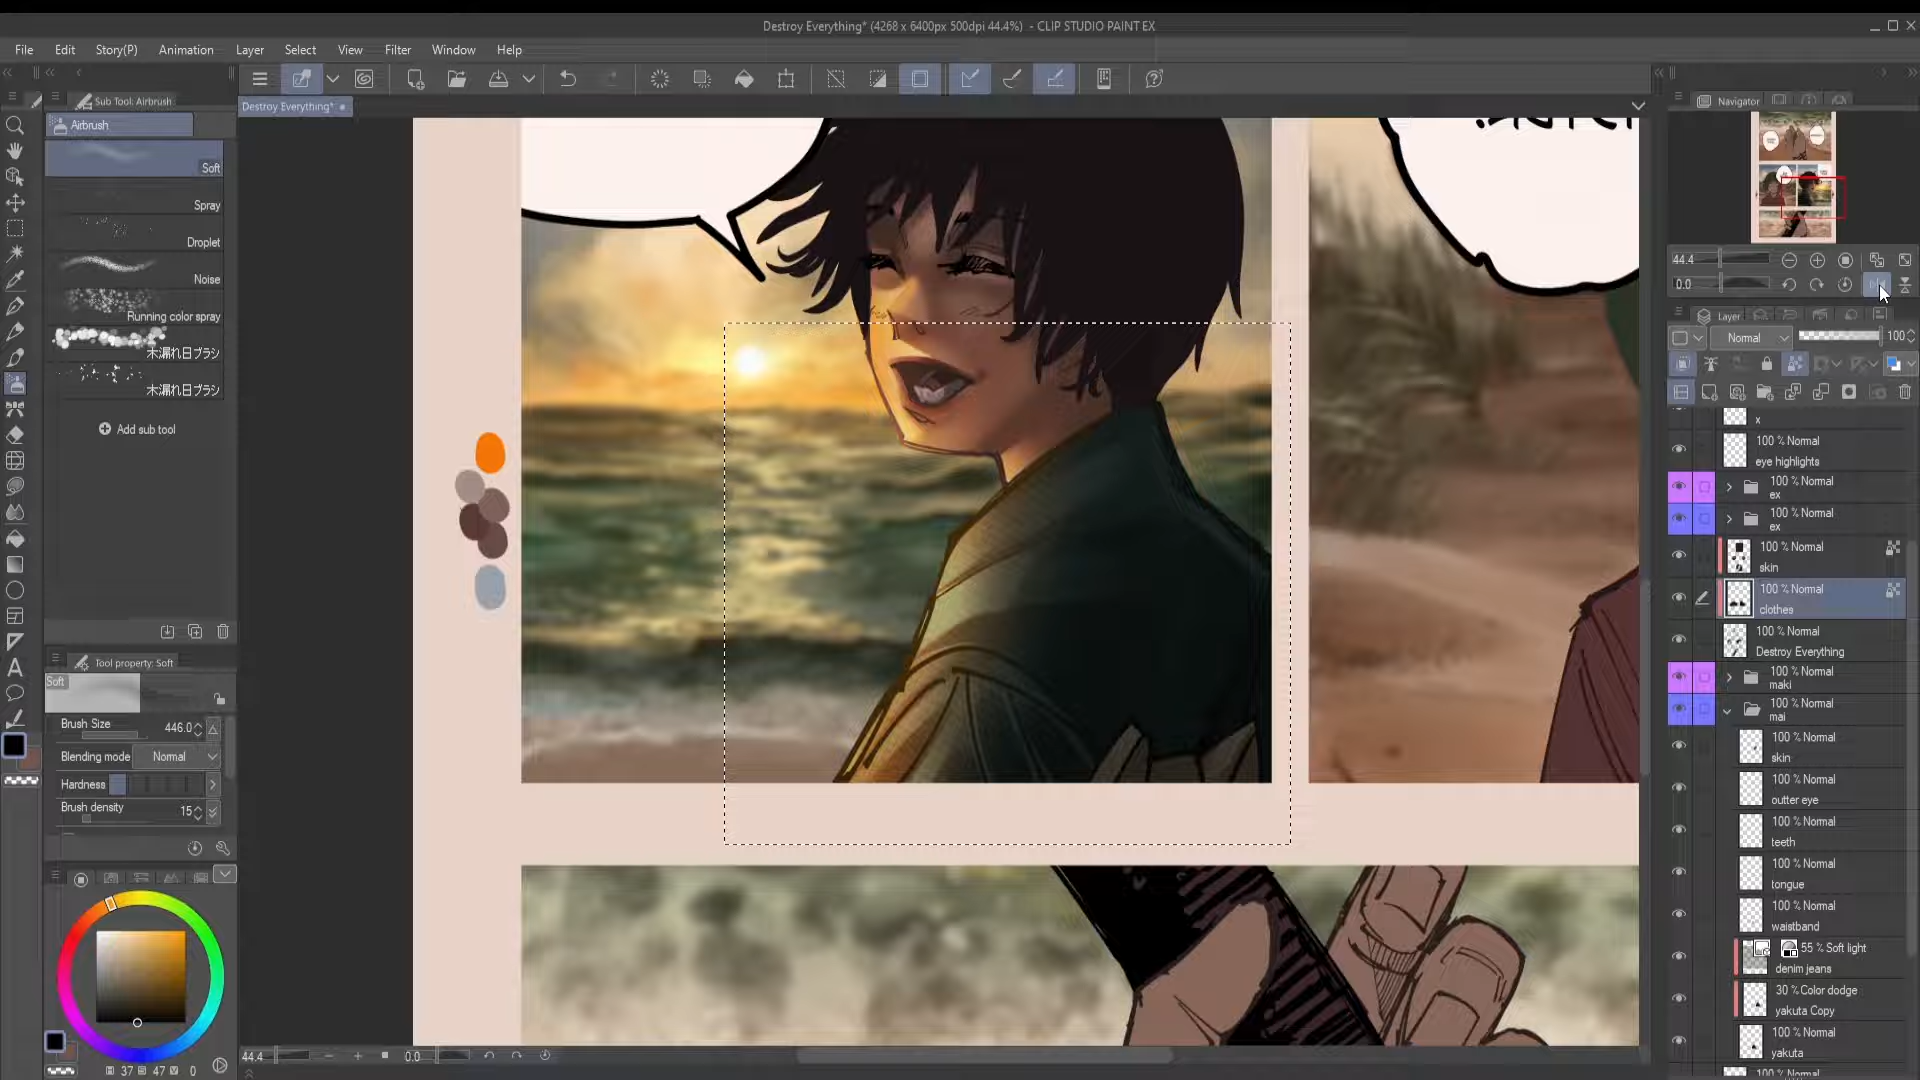 Destroy Everything* (4268 x 6400px 500dpi 44.4%) - CLIP STUDIO PAINT EX
File Edit Story(P) Animation Layer Select View Filter Window Help
Sub Tool: Airbrush
Airbrush
Soft
Spray
Droplet
Noise
Running color spray
木漏れ日ブラシ
木漏れ日ブラシ
Add sub tool
Tool property: Soft
Soft
Brush Size 446.0
Blending mode Normal
Hardness
Brush density 15
37 47 0
Destroy Everything*
44.4 0.0
Navigator
44.4
0.0
Layer
Normal 100
x
100 % Normal
eye highlights
100 % Normal
ex
100 % Normal
ex
100 % Normal
skin
100 % Normal
clothes
100 % Normal
Destroy Everything
100 % Normal
maki
100 % Normal
mai
100 % Normal
skin
100 % Normal
outter eye
100 % Normal
teeth
100 % Normal
tongue
100 % Normal
waistband
55 % Soft light
denim jeans
30 % Color dodge
yakuta Copy
100 % Normal
yakuta
100 % Normal